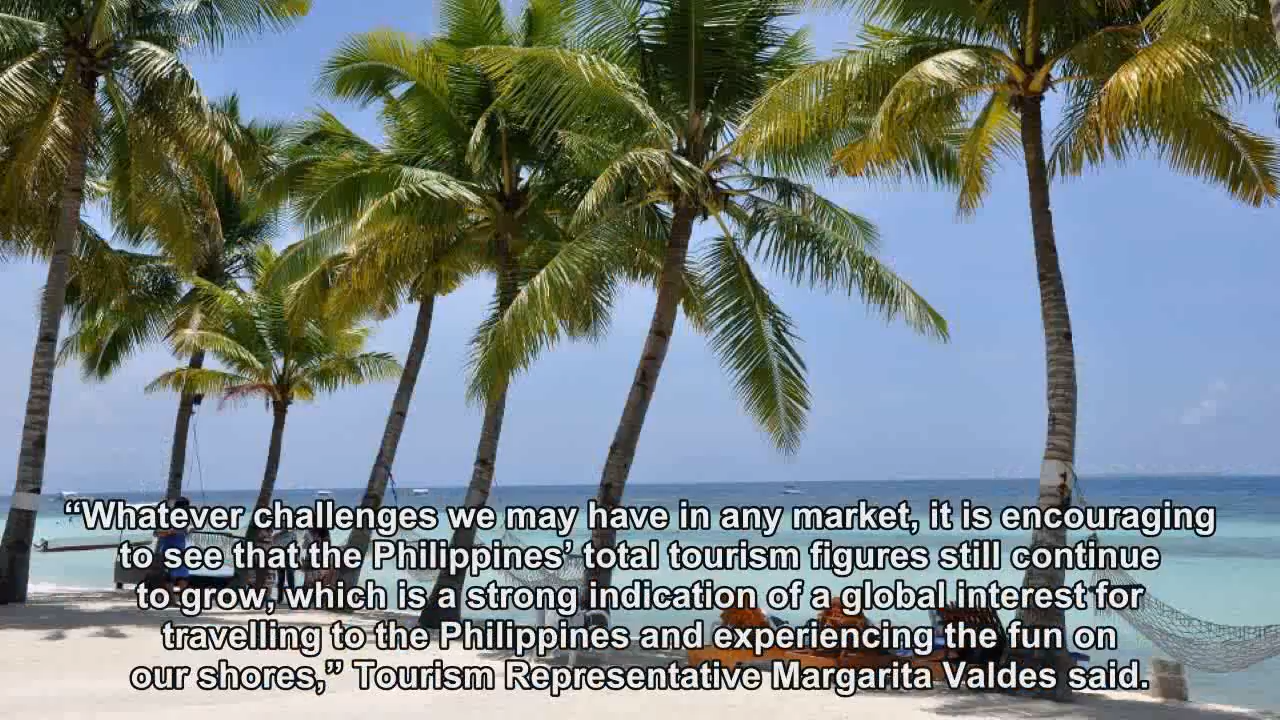 “Whatever challenges we may have in any market, it is encouraging
to see that the Philippines’ total tourism figures still continue
to grow, which is a strong indication of a global interest for
travelling to the Philippines and experiencing the fun on
our shores,” Tourism Representative Margarita Valdes said.